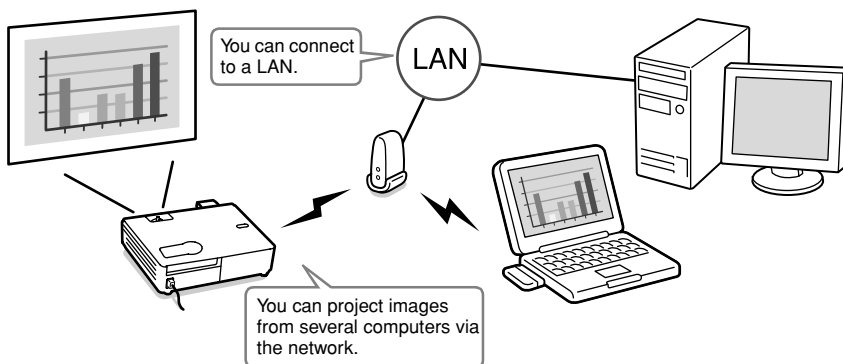 You can connect
to a LAN.
LAN
You can project images
from several computers via
the network.